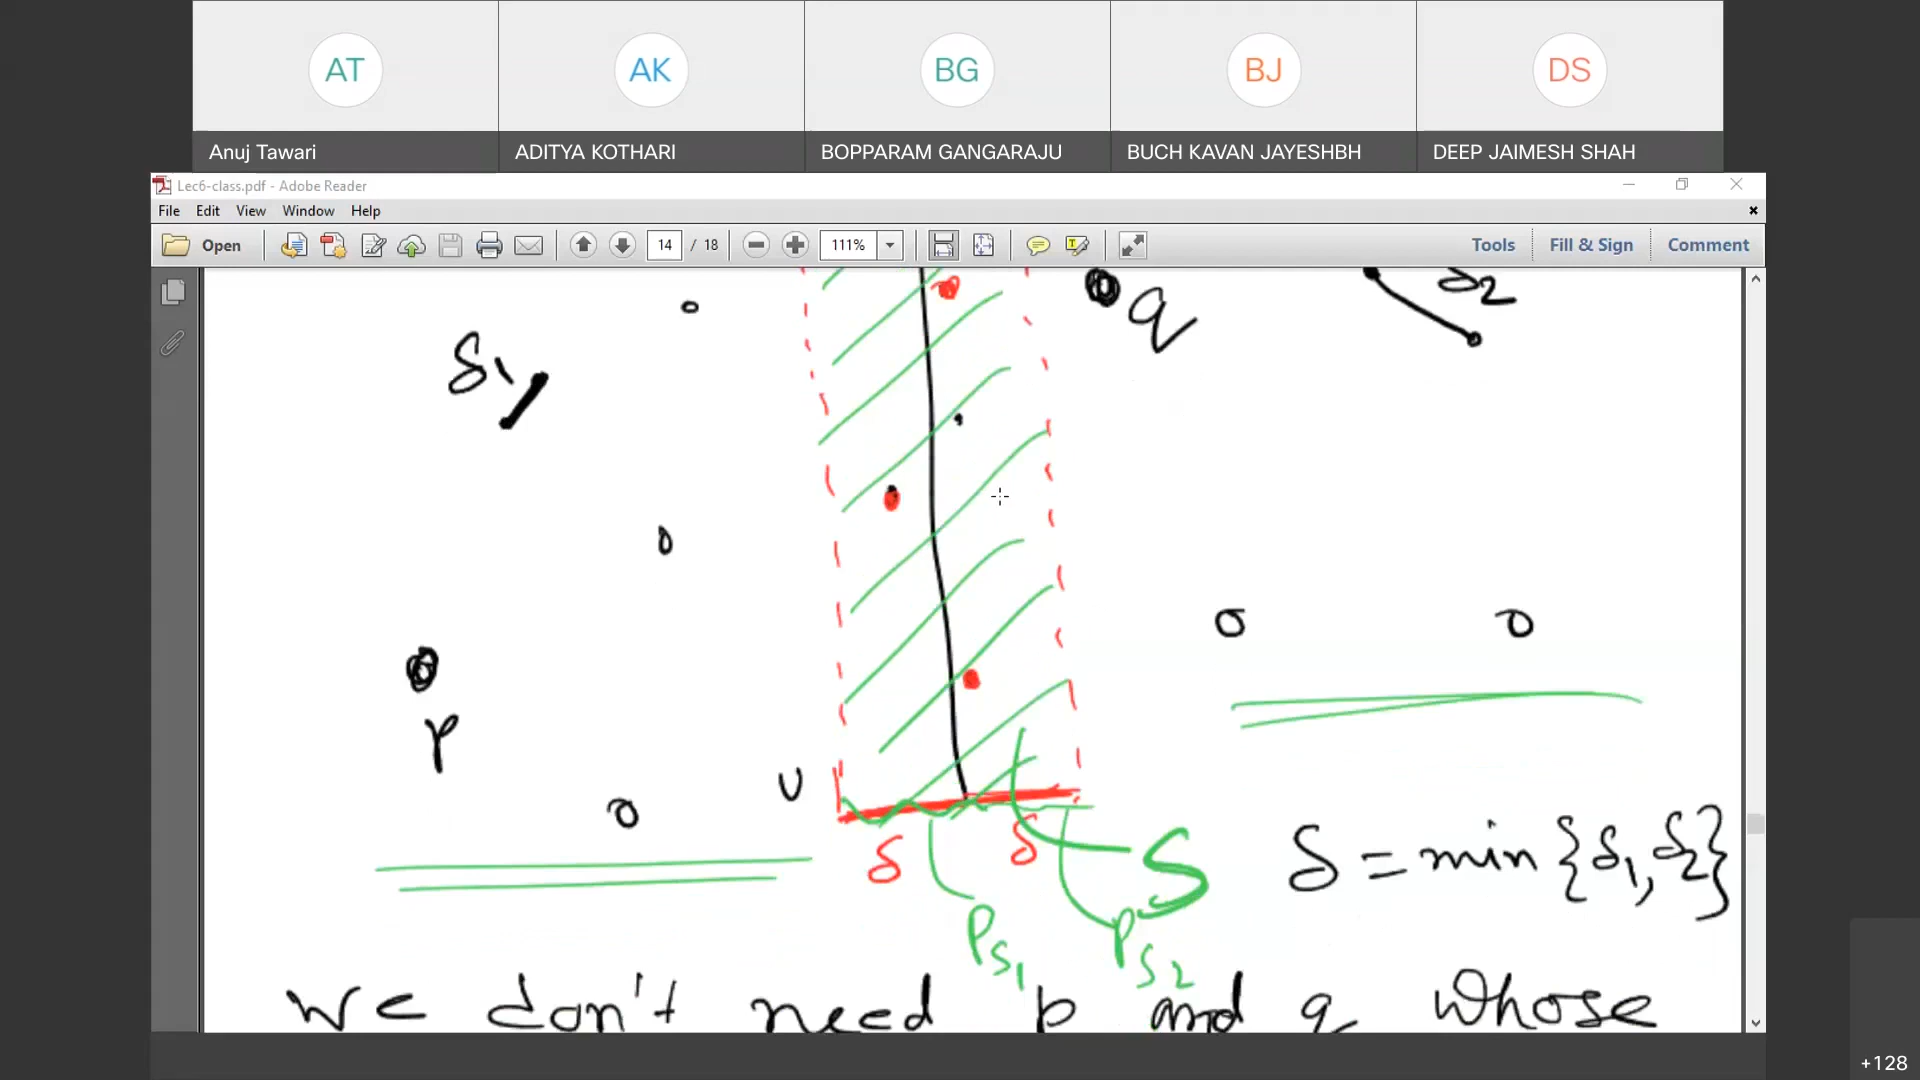 AT AK BG BJ DS
Anuj Tawari ADITYA KOTHARI BOPPARAM GANGARAJU BUCH KAVAN JAYESHBH DEEP JAIMESH SHAH
Lec6-class.pdf - Adobe Reader
File Edit View Window Help
Open 14 / 18 111% Tools Fill & Sign Comment
δ2
q
δ1
p
δ δ S
δ = min {δ1, δ2}
PS1 PS2
we don't need p and q whose
+128